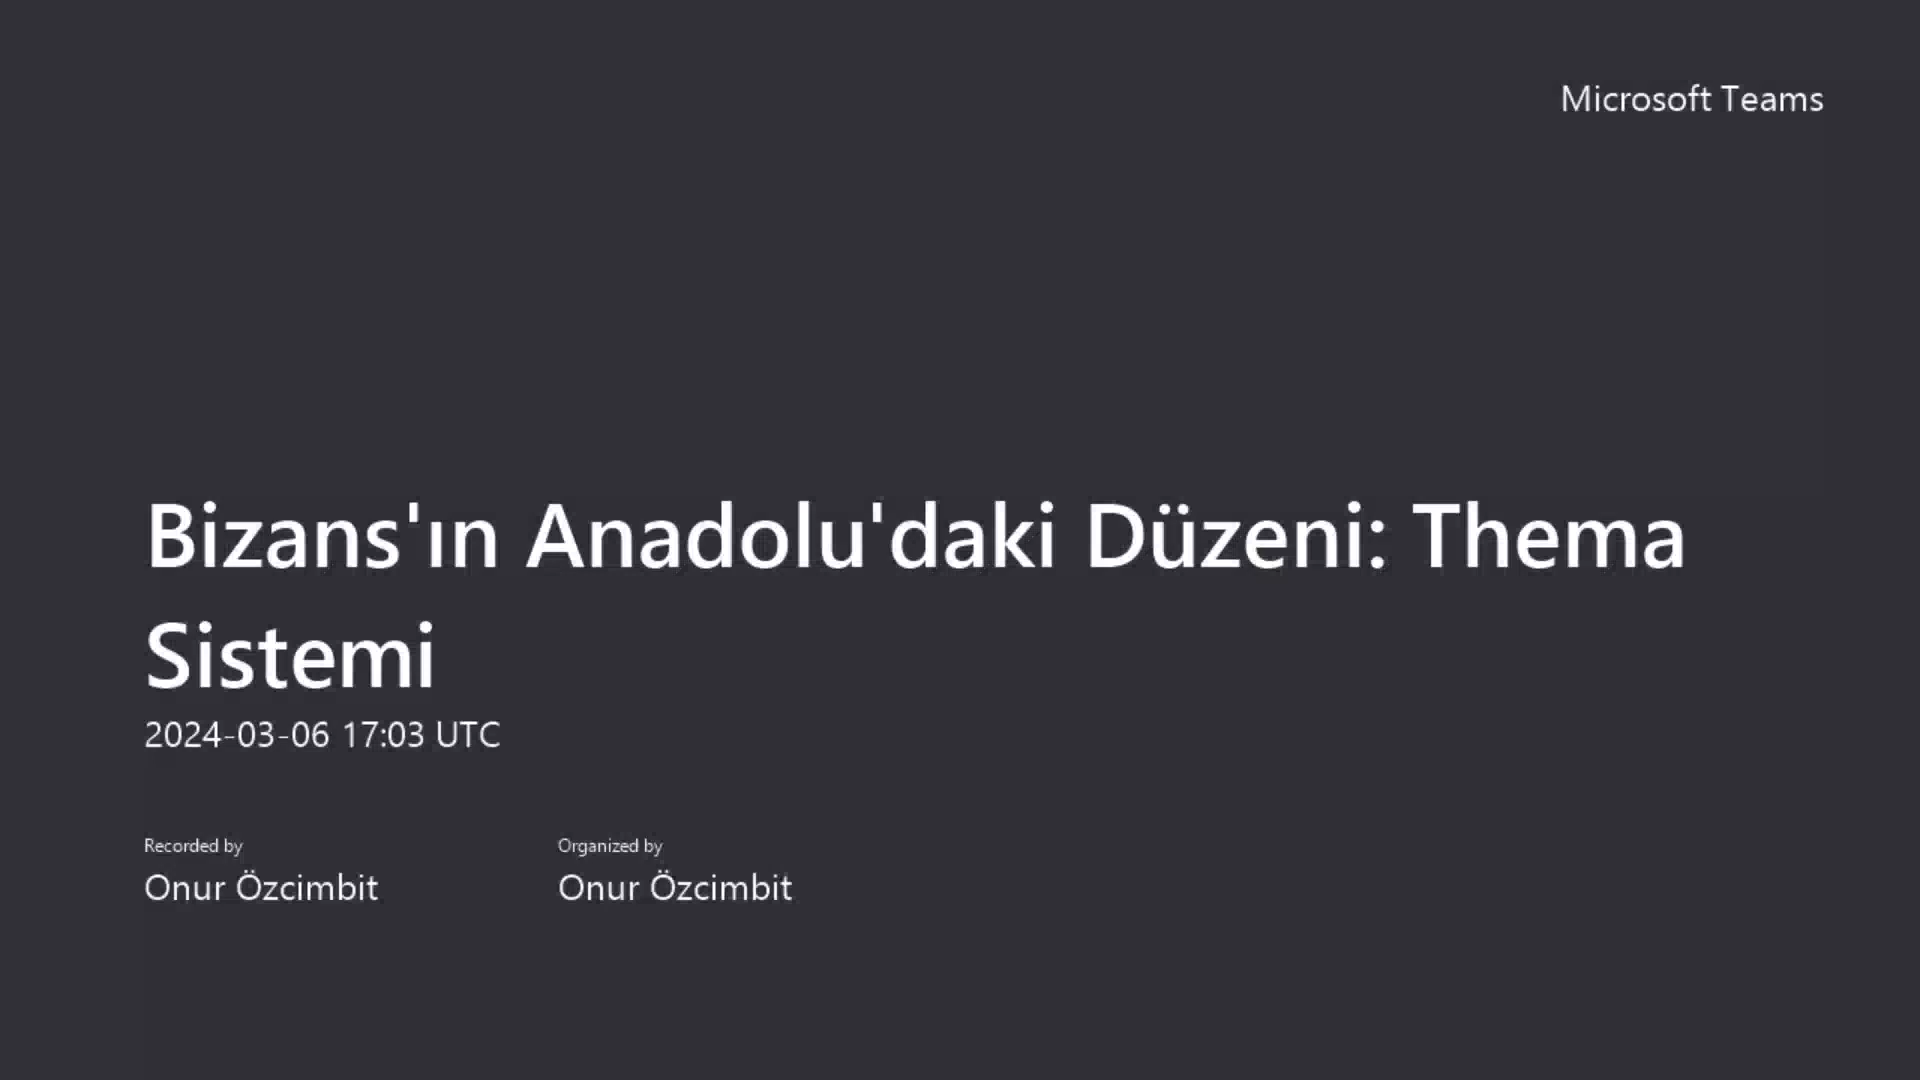 Microsoft Teams
Bizans'ın Anadolu'daki Düzeni: Thema
Sistemi
2024-03-06 17:03 UTC
Recorded by
Onur Özcimbit
Organized by
Onur Özcimbit